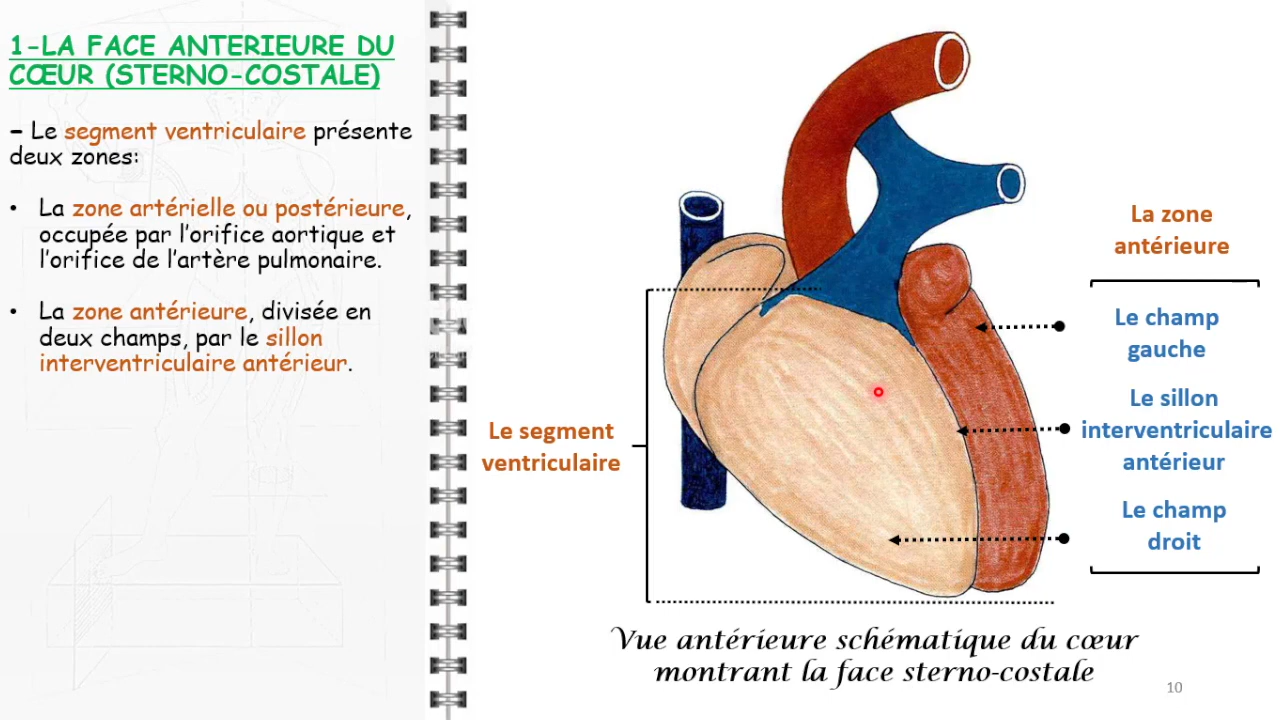 1-LA FACE ANTERIEURE DU
CŒUR (STERNO-COSTALE)
– Le segment ventriculaire présente
deux zones:
• La zone artérielle ou postérieure,
occupée par l’orifice aortique et
l’orifice de l’artère pulmonaire.
• La zone antérieure, divisée en
deux champs, par le sillon
interventriculaire antérieur.
La zone
antérieure
Le champ
gauche
Le sillon
interventriculaire
antérieur
Le champ
droit
Le segment
ventriculaire
Vue antérieure schématique du cœur
montrant la face sterno-costale
10